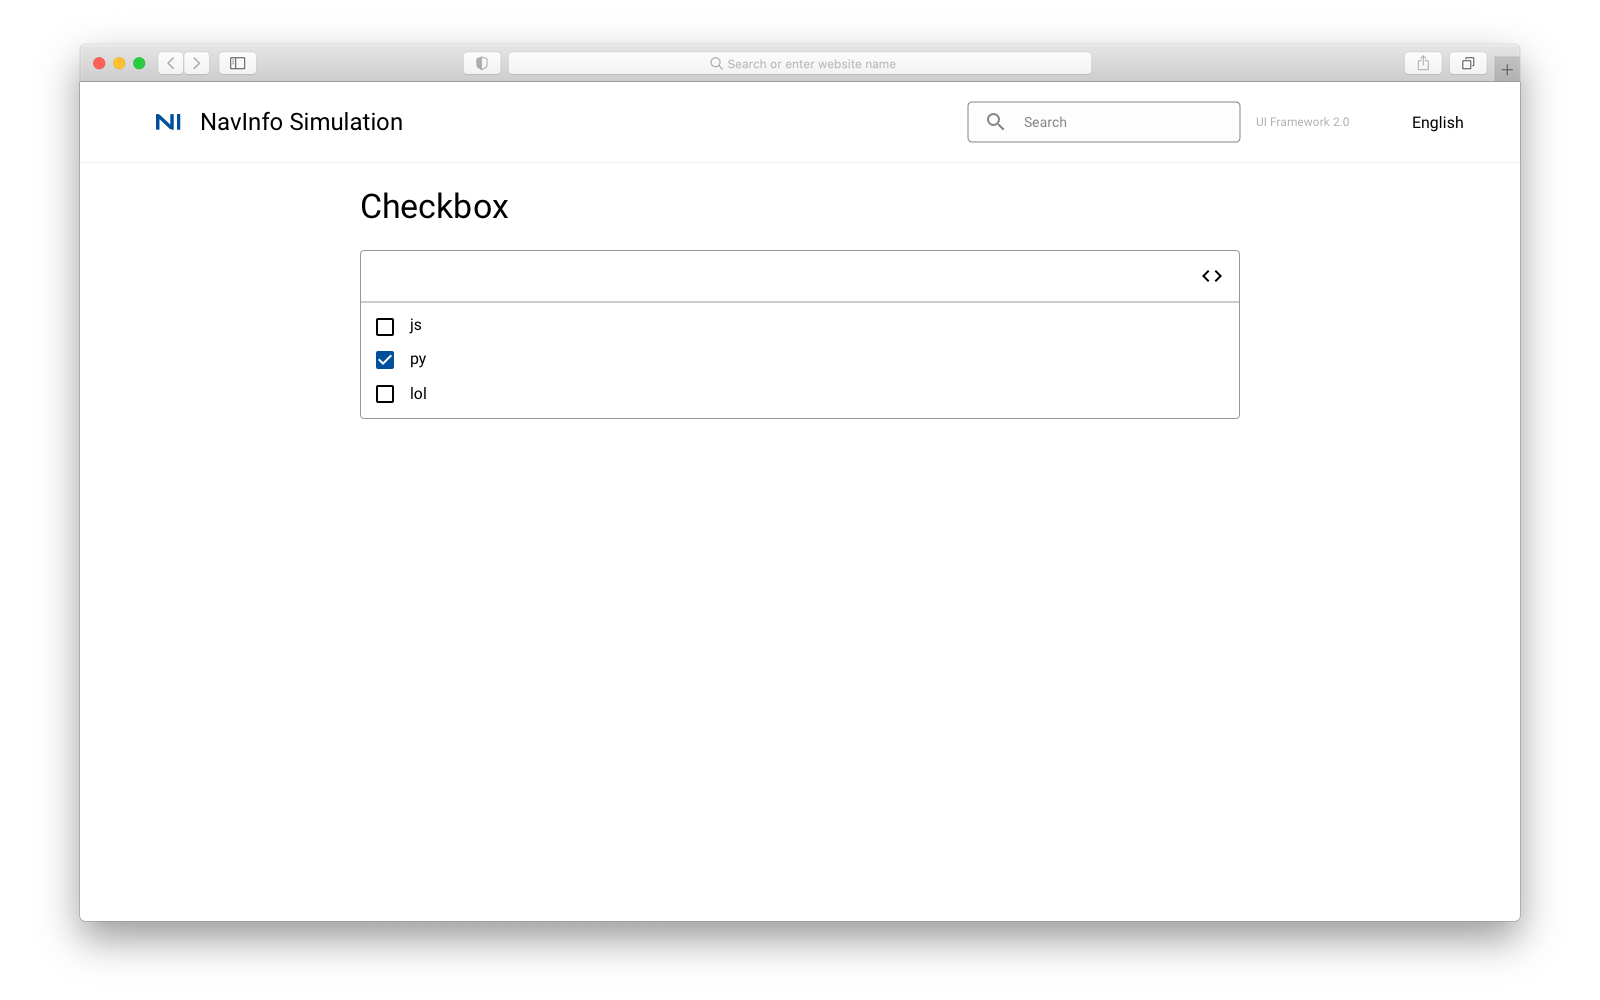 Search or enter website name
NI NavInfo Simulation
Search
UI Framework 2.0
English
Checkbox
< >
js
py
lol